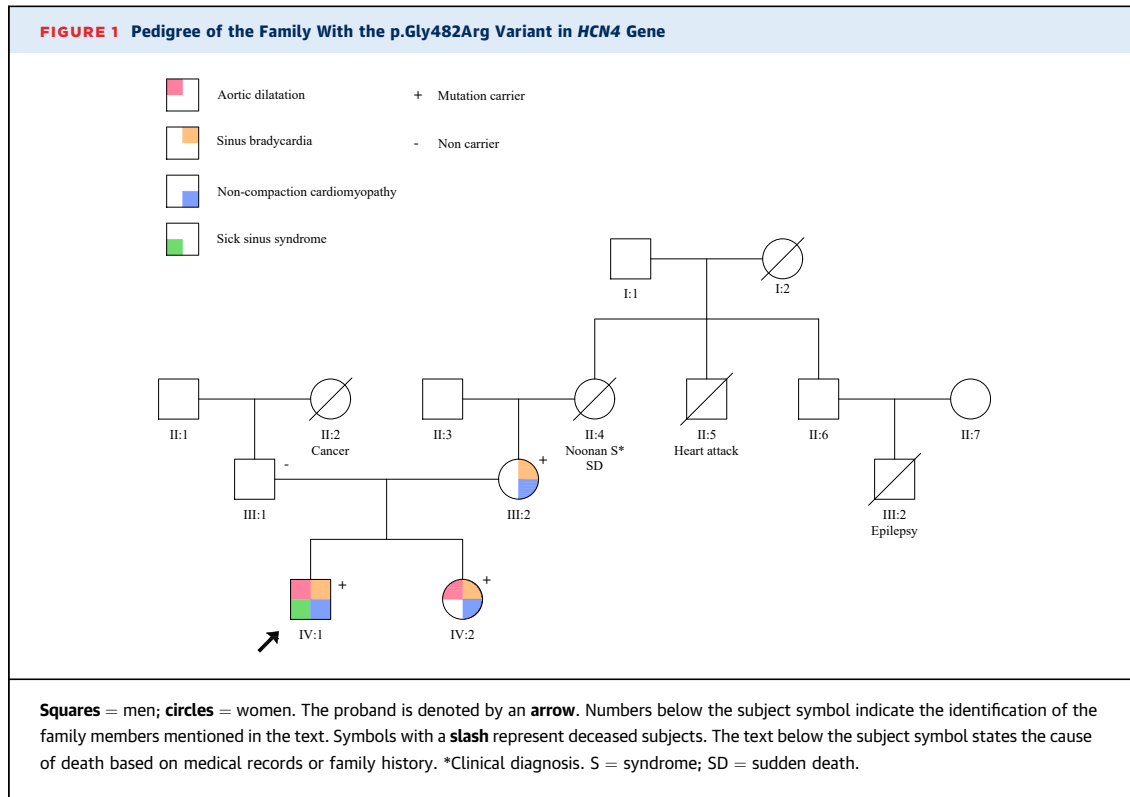 FIGURE 1 Pedigree of the Family With the p.Gly482Arg Variant in HCN4 Gene
Aortic dilatation
+ Mutation carrier
Sinus bradycardia
- Non carrier
Non-compaction cardiomyopathy
Sick sinus syndrome
I:1
I:2
II:1
II:2
Cancer
II:3
II:4
Noonan S*
SD
II:5
Heart attack
II:6
II:7
-
III:1
+
III:2
III:2
Epilepsy
+
IV:1
+
IV:2
Squares = men; circles = women. The proband is denoted by an arrow. Numbers below the subject symbol indicate the identification of the
family members mentioned in the text. Symbols with a slash represent deceased subjects. The text below the subject symbol states the cause
of death based on medical records or family history. *Clinical diagnosis. S = syndrome; SD = sudden death.